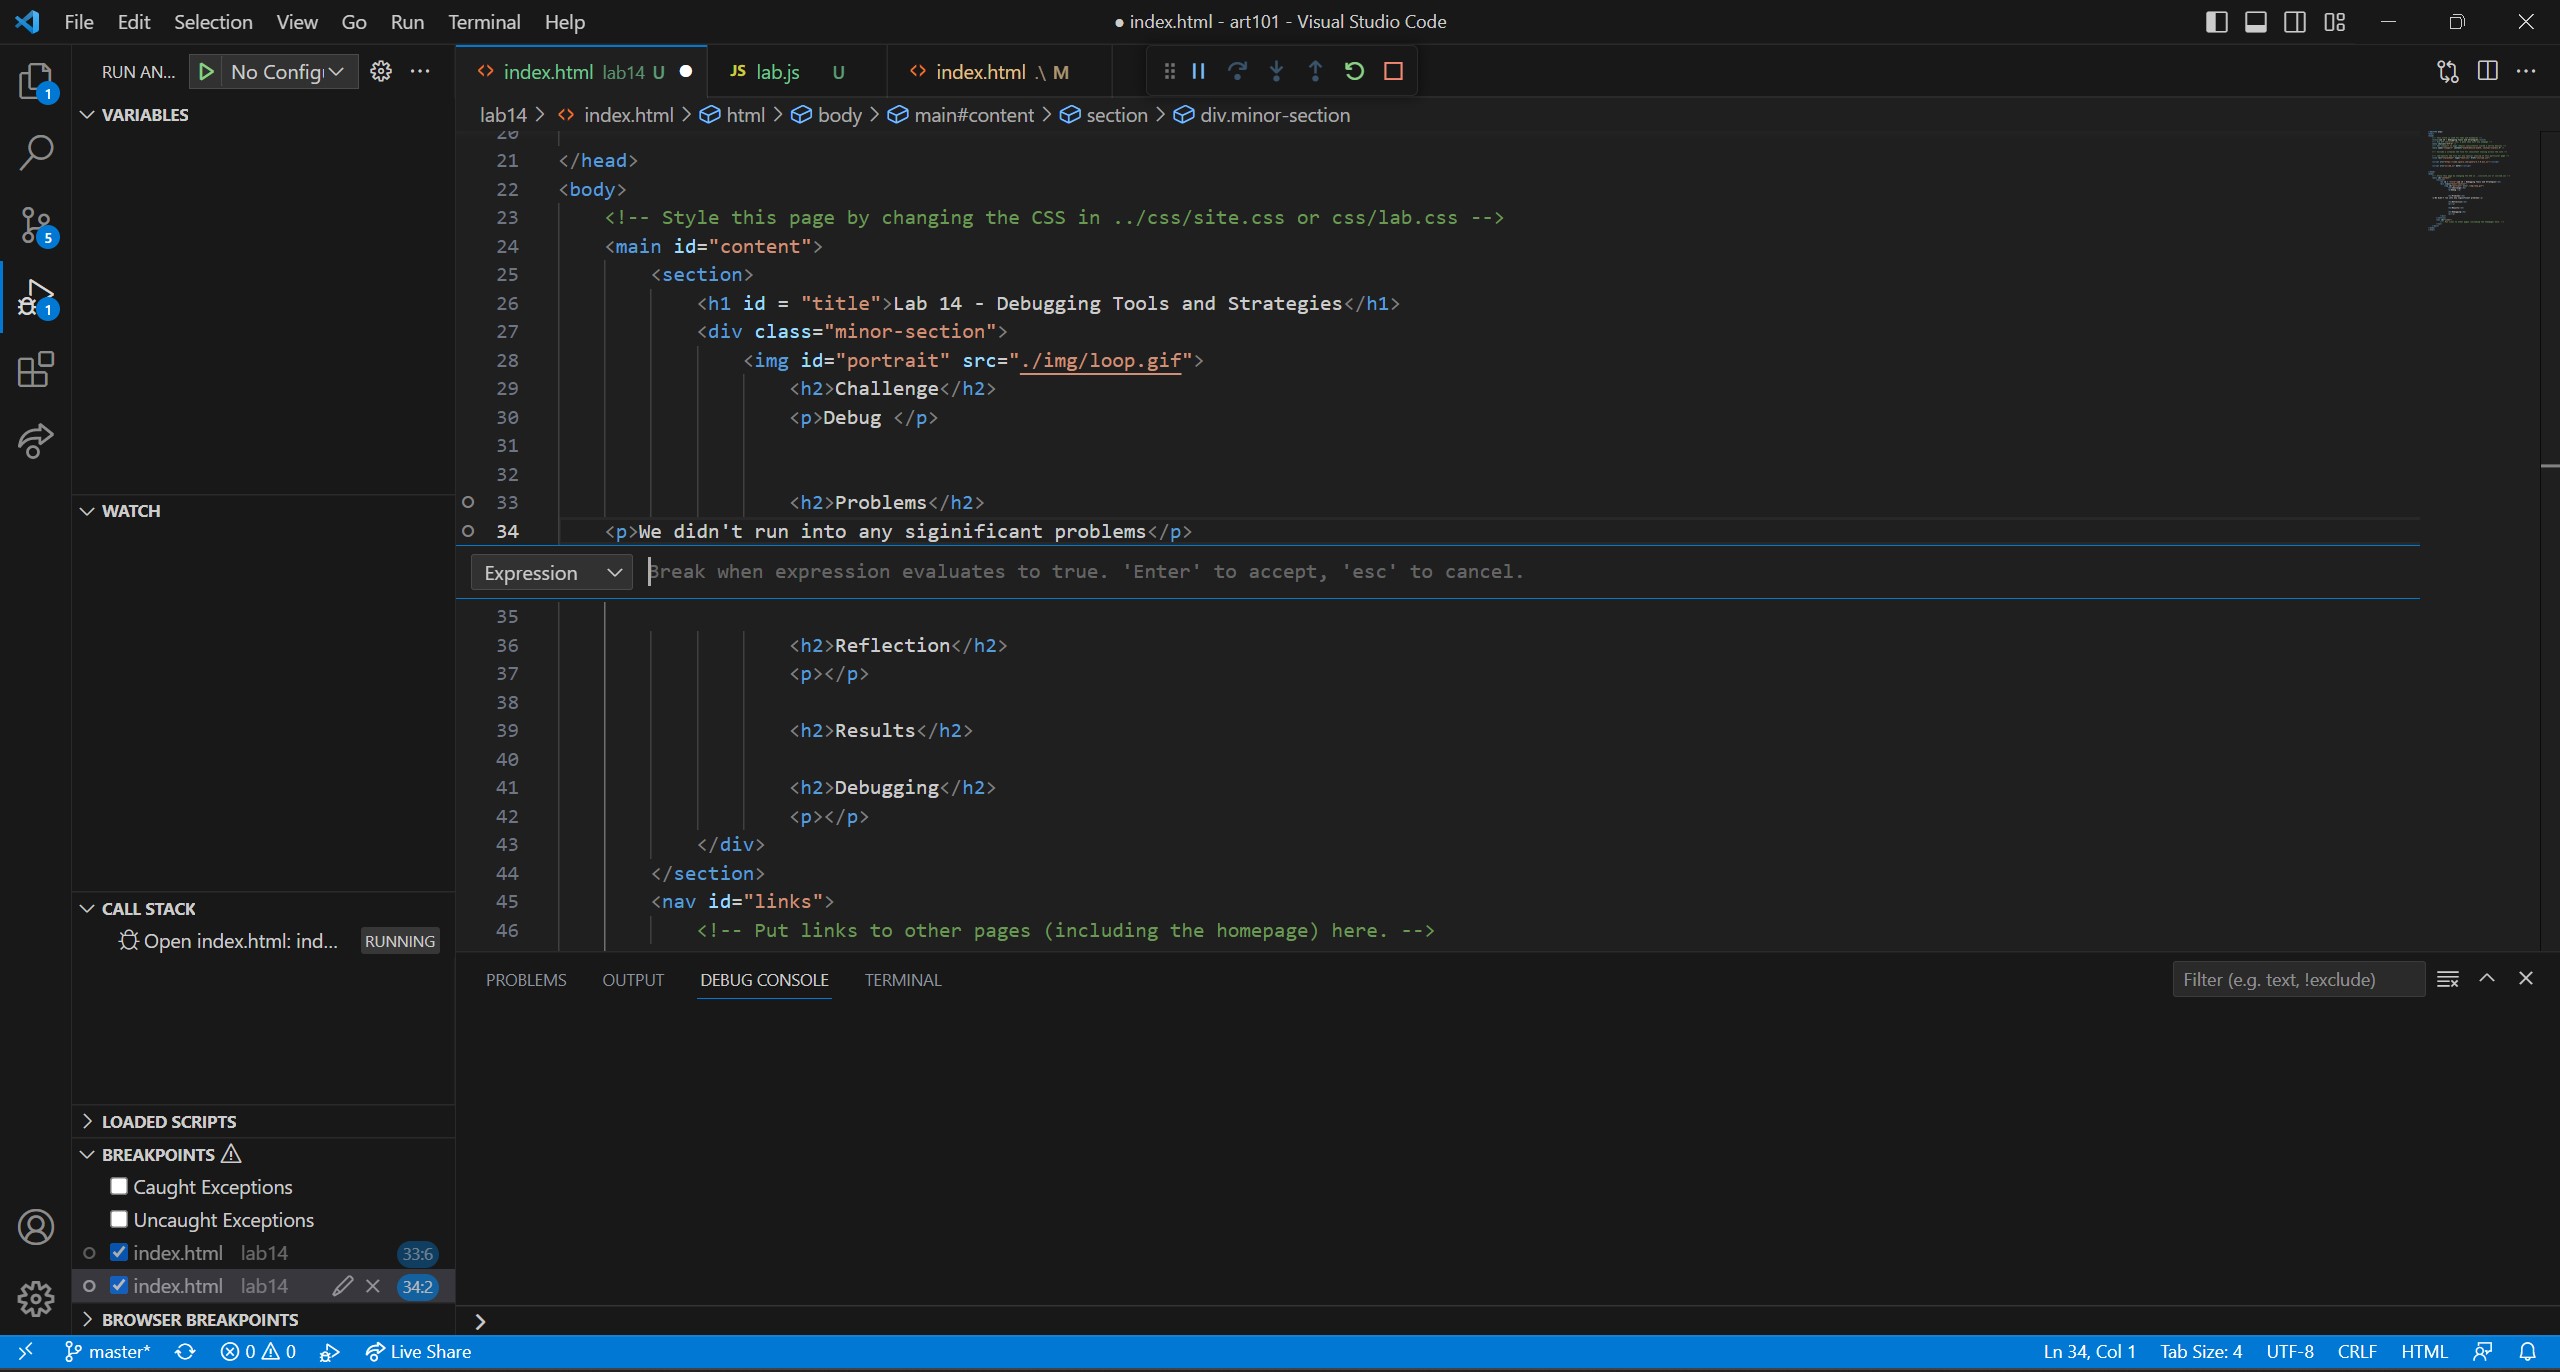 File Edit Selection View Go Run Terminal Help
● index.html - art101 - Visual Studio Code
RUN AN... No Config
index.html lab14 U ●
JS lab.js U
index.html .\ M
lab14 > index.html > html > body > main#content > section > div.minor-section
1
5
1
VARIABLES
WATCH
CALL STACK
Open index.html: ind... RUNNING
LOADED SCRIPTS
BREAKPOINTS
Caught Exceptions
Uncaught Exceptions
index.html lab14 33:6
index.html lab14 34:2
BROWSER BREAKPOINTS
20
21 </head>
22 <body>
23 <!-- Style this page by changing the CSS in ../css/site.css or css/lab.css -->
24 <main id="content">
25 <section>
26 <h1 id = "title">Lab 14 - Debugging Tools and Strategies</h1>
27 <div class="minor-section">
28 <img id="portrait" src="./img/loop.gif">
29 <h2>Challenge</h2>
30 <p>Debug </p>
31
32
33 <h2>Problems</h2>
34 <p>We didn't run into any siginificant problems</p>
Expression Break when expression evaluates to true. 'Enter' to accept, 'esc' to cancel.
35
36 <h2>Reflection</h2>
37 <p></p>
38
39 <h2>Results</h2>
40
41 <h2>Debugging</h2>
42 <p></p>
43 </div>
44 </section>
45 <nav id="links">
46 <!-- Put links to other pages (including the homepage) here. -->
PROBLEMS OUTPUT DEBUG CONSOLE TERMINAL
Filter (e.g. text, !exclude)
master* 0 0 Live Share
Ln 34, Col 1 Tab Size: 4 UTF-8 CRLF HTML